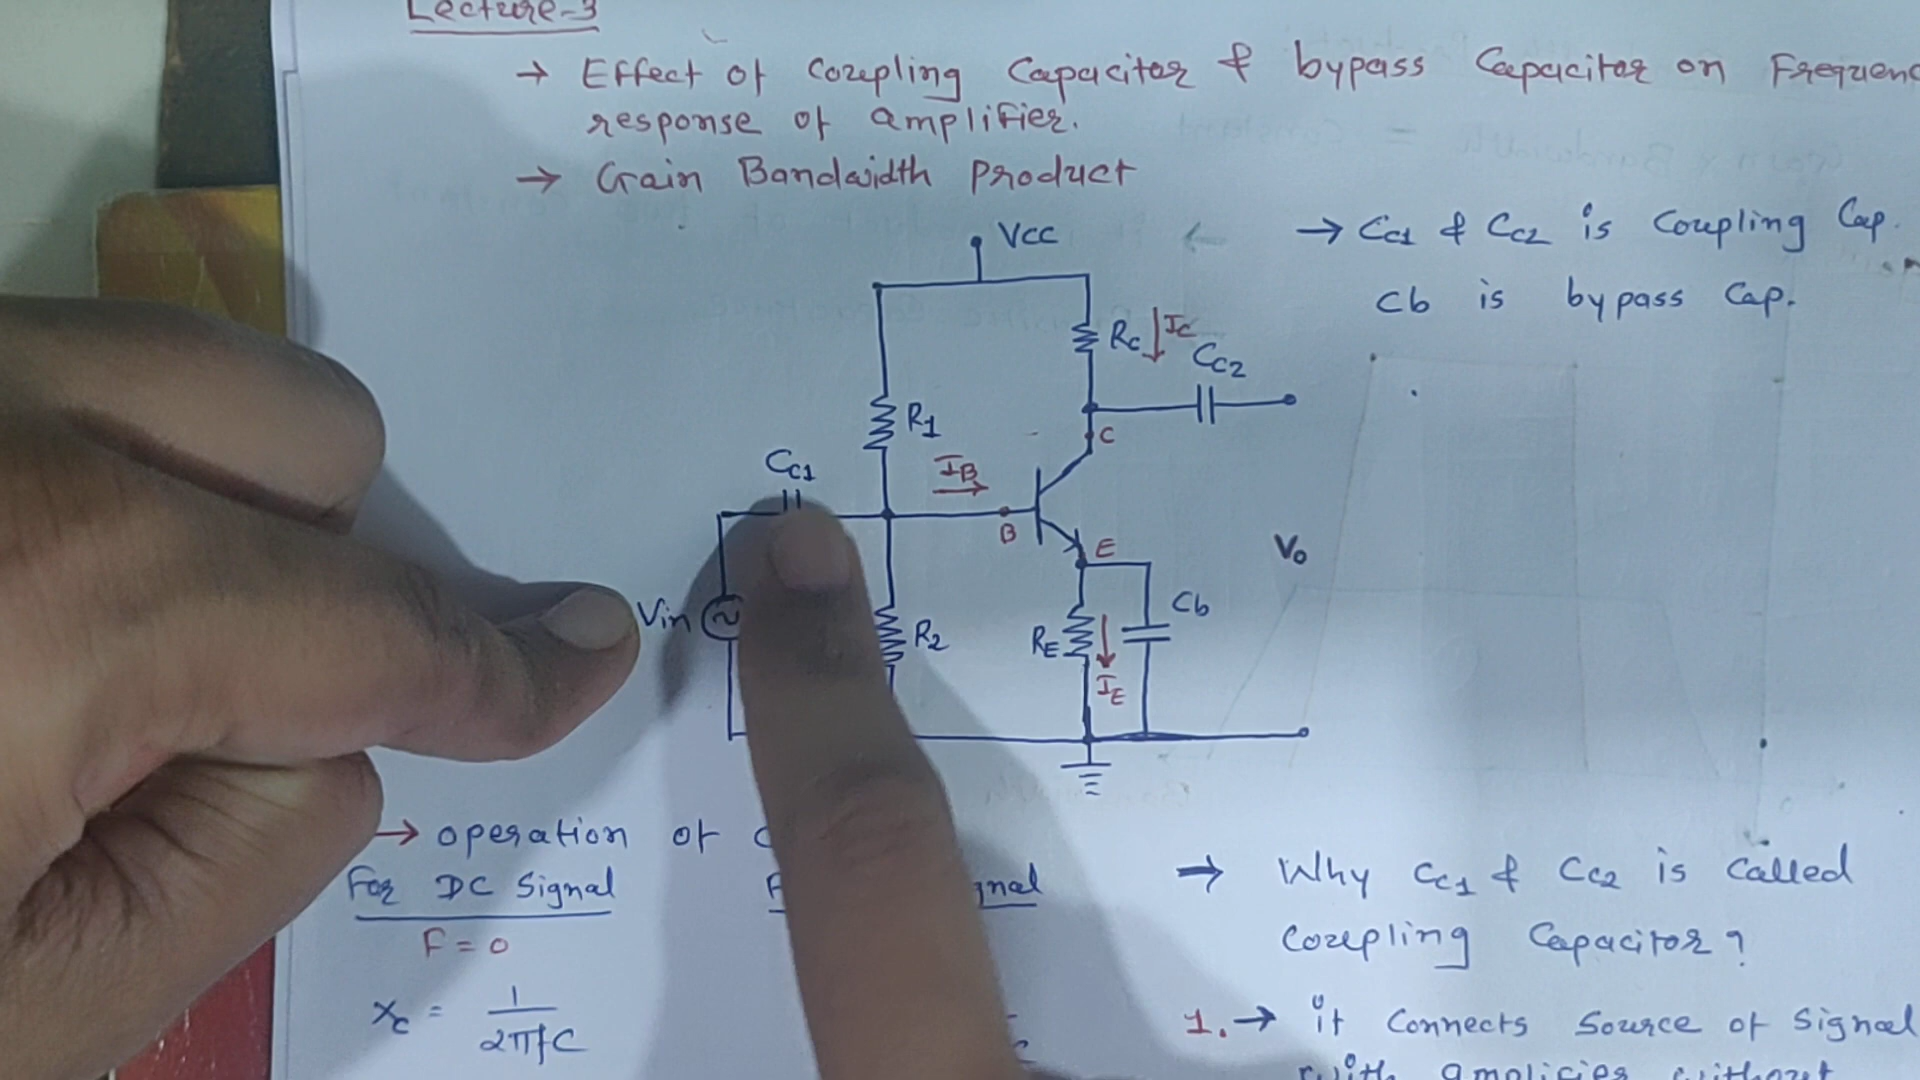 Lecture-3
→ Effect of Coupling Capacitor & bypass Capacitor on Frequenc
response of amplifier.
→ Gain Bandwidth Product
→ Cc1 & Cc2 is Coupling Cap.
Cb is bypass Cap.
Vcc
Rc
Ic
Cc2
R1
C
Cc1
IB
B
E
Vo
Vin
R2
RE
Cb
IE
→ operation of
For DC Signal
F = 0
Xc = 1/2πfC
→ Why Cc1 & Cc2 is Called
Coupling Capacitor?
1. → it Connects Source of Signal
with amplifier without